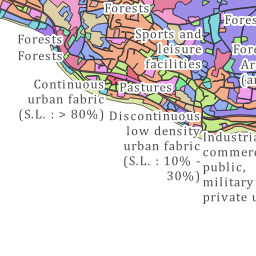 Forests
Fores
Sports and
leisure
facilities
Forests
Forests
For
Ar
(ar
Continuous
urban fabric
(S.L. : > 80%)
Pastures
Discontinuous
low density
urban fabric
(S.L. : 10% -
30%)
Industria
commerc
public,
military
private u